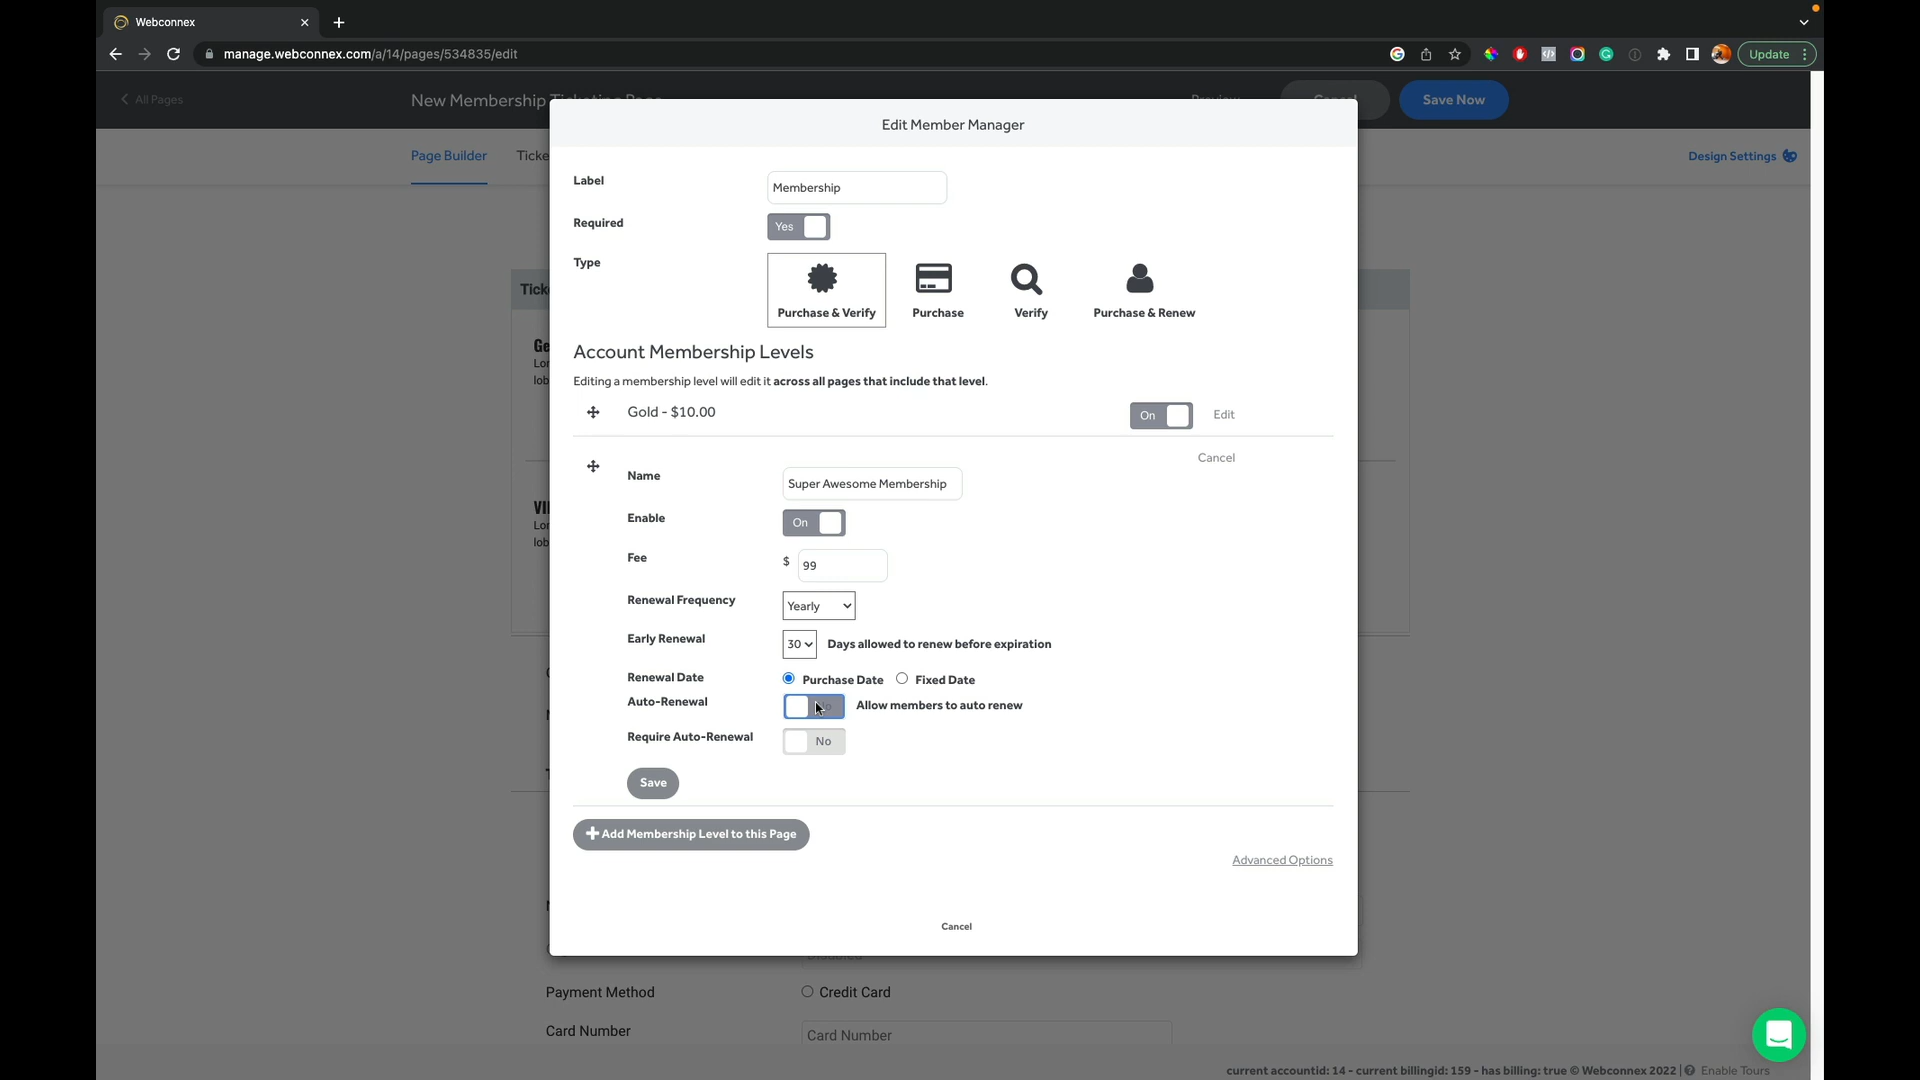 Webconnex
manage.webconnex.com/a/14/pages/534835/edit
Update
All Pages
New Membership Ticketing Page
Preview
Cancel
Save Now
Page Builder
Ticke
Design Settings
Edit Member Manager
Label
Membership
Required
Yes
Type
Purchase & Verify
Purchase
Verify
Purchase & Renew
Account Membership Levels
Editing a membership level will edit it across all pages that include that level.
Gold - $10.00
On
Edit
Cancel
Name
Super Awesome Membership
Enable
On
Fee
$
99
Renewal Frequency
Yearly
Early Renewal
30
Days allowed to renew before expiration
Renewal Date
Purchase Date
Fixed Date
Auto-Renewal
Allow members to auto renew
Require Auto-Renewal
No
Save
Add Membership Level to this Page
Advanced Options
Cancel
Ticke
Ge
Lor
lob
VII
Lor
lob
Payment Method
Credit Card
Card Number
Card Number
current accountid: 14 - current billingid: 159 - has billing: true © Webconnex 2022 |
Enable Tours